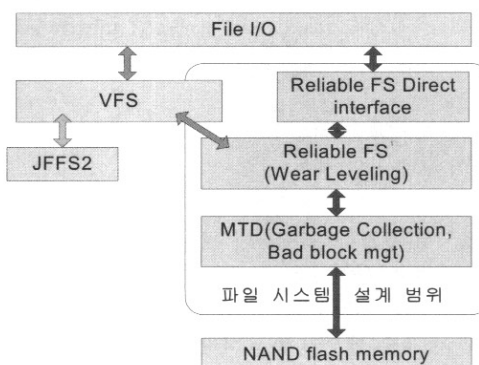 File I/O
VFS
Reliable FS Direct
interface
JFFS2
Reliable FS
(Wear Leveling)
MTD(Garbage Collection,
Bad block mgt)
파일 시스템 설계 범위
NAND flash memory